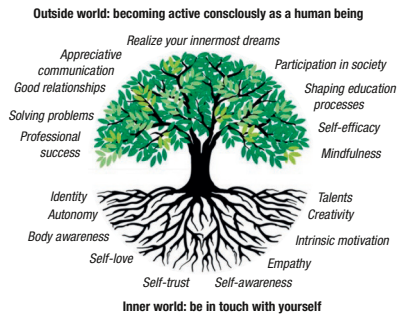 Outside world: becoming active consclously as a human being
Realize your innermost dreams
Appreciative
communication
Good relationships
Solving problems
Professional
success
Participation in society
Shaping education
processes
Self-efficacy
Mindfulness
Identity
Autonomy
Body awareness
Self-love
Self-trust
Self-awareness
Empathy
Intrinsic motivation
Creativity
Talents
Inner world: be in touch with yourself